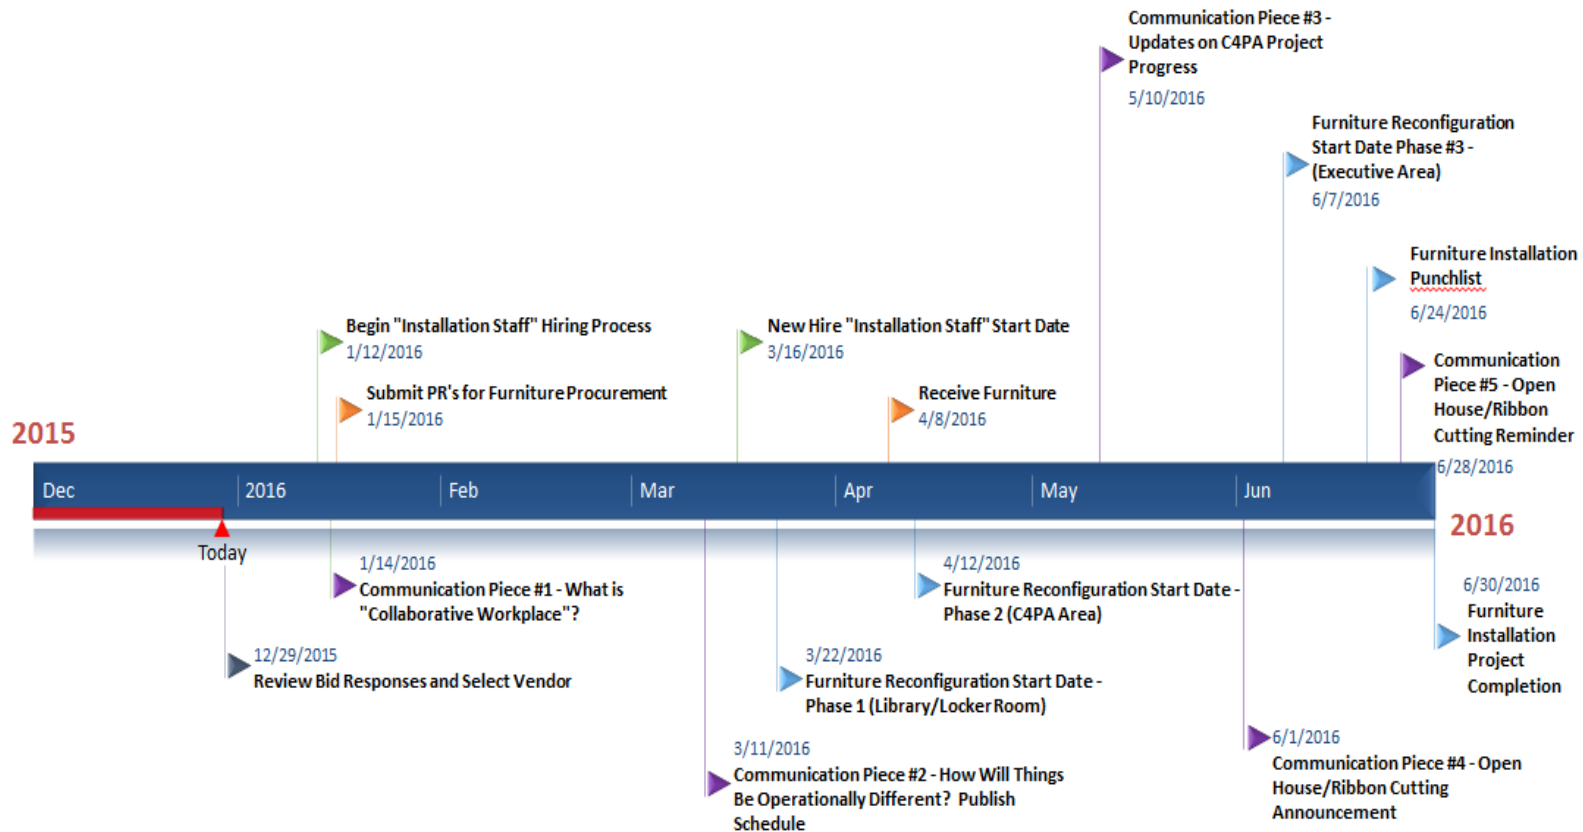 Communication Piece #3 -
Updates on C4PA Project
Progress
5/10/2016
Furniture Reconfiguration
Start Date Phase #3 -
(Executive Area)
6/7/2016
Furniture Installation
Punchlist
6/24/2016
Begin "Installation Staff" Hiring Process
1/12/2016
New Hire "Installation Staff" Start Date
3/16/2016
Submit PR's for Furniture Procurement
1/15/2016
Receive Furniture
4/8/2016
Communication
Piece #5 - Open
House/Ribbon
Cutting Reminder
6/28/2016
2015
Dec
2016
Feb
Mar
Apr
May
Jun
2016
Today
1/14/2016
Communication Piece #1 - What is
"Collaborative Workplace"?
4/12/2016
Furniture Reconfiguration Start Date -
Phase 2 (C4PA Area)
6/30/2016
Furniture
Installation
Project
Completion
12/29/2015
Review Bid Responses and Select Vendor
3/22/2016
Furniture Reconfiguration Start Date -
Phase 1 (Library/Locker Room)
3/11/2016
Communication Piece #2 - How Will Things
Be Operationally Different? Publish
Schedule
6/1/2016
Communication Piece #4 - Open
House/Ribbon Cutting
Announcement